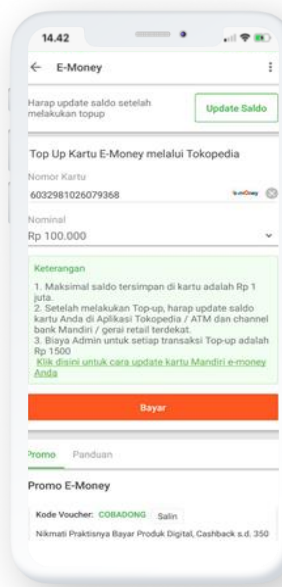 14.42
E-Money
Harap update saldo setelah
melakukan topup
Update Saldo
Top Up Kartu E-Money melalui Tokopedia
Nomor Kartu
6032981026079368
e-money
Nominal
Rp 100.000
Keterangan
1. Maksimal saldo tersimpan di kartu adalah Rp 1
juta.
2. Setelah melakukan Top-up, harap update saldo
kartu Anda di Aplikasi Tokopedia / ATM dan channel
bank Mandiri / gerai retail terdekat.
3. Biaya Admin untuk setiap transaksi Top-up adalah
Rp 1500
Klik disini untuk cara update kartu Mandiri e-money
Anda
Bayar
Promo Panduan
Promo E-Money
Kode Voucher: COBADONG Salin
Nikmati Praktisnya Bayar Produk Digital, Cashback s.d. 350